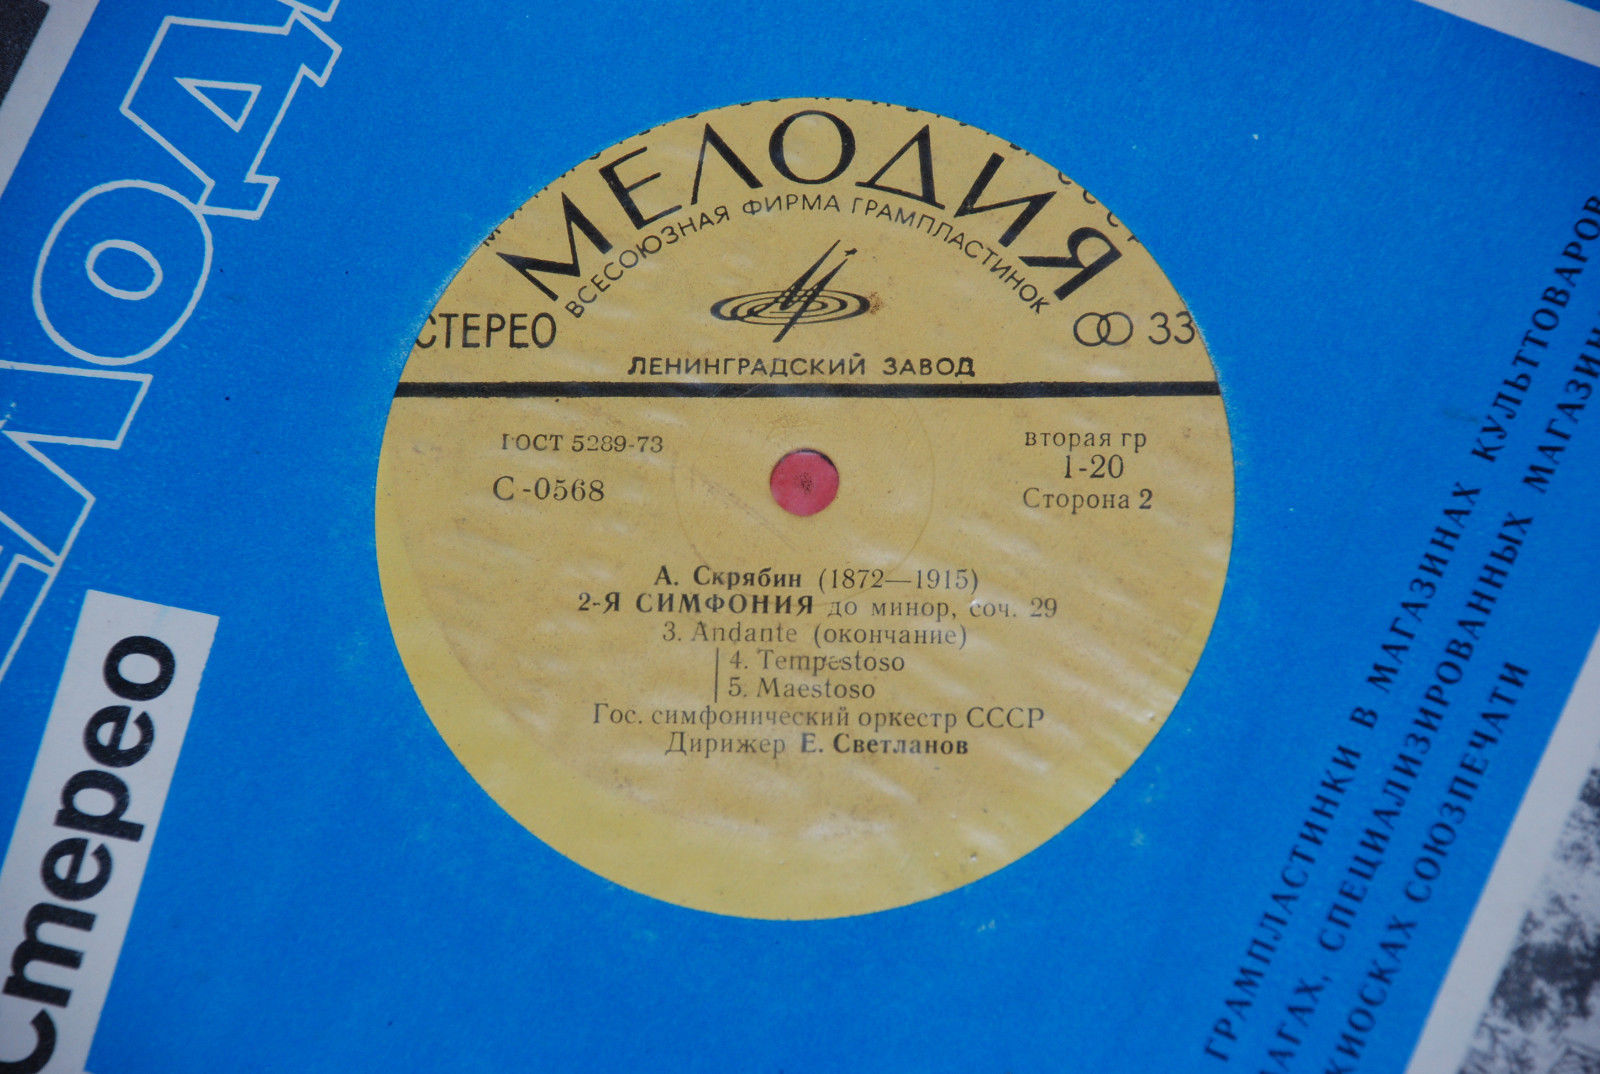 МЕЛОДИЯ
ВСЕСОЮЗНАЯ ФИРМА ГРАМПЛАСТИНОК
СТЕРЕО
33
ЛЕНИНГРАДСКИЙ ЗАВОД
ГОСТ 5289-73
С-0568
вторая гр
1-20
Сторона 2
А. Скрябин (1872—1915)
2-Я СИМФОНИЯ до минор, соч. 29
3. Andante (окончание)
4. Tempestoso
5. Maestoso
Гос. симфонический оркестр СССР
Дирижер Е. Светланов
стерео
ГРАМПЛАСТИНКИ В МАГАЗИНАХ КУЛЬТТОВАРОВ
СПЕЦИАЛИЗИРОВАННЫХ
КИОСКАХ СОЮЗПЕЧАТИ